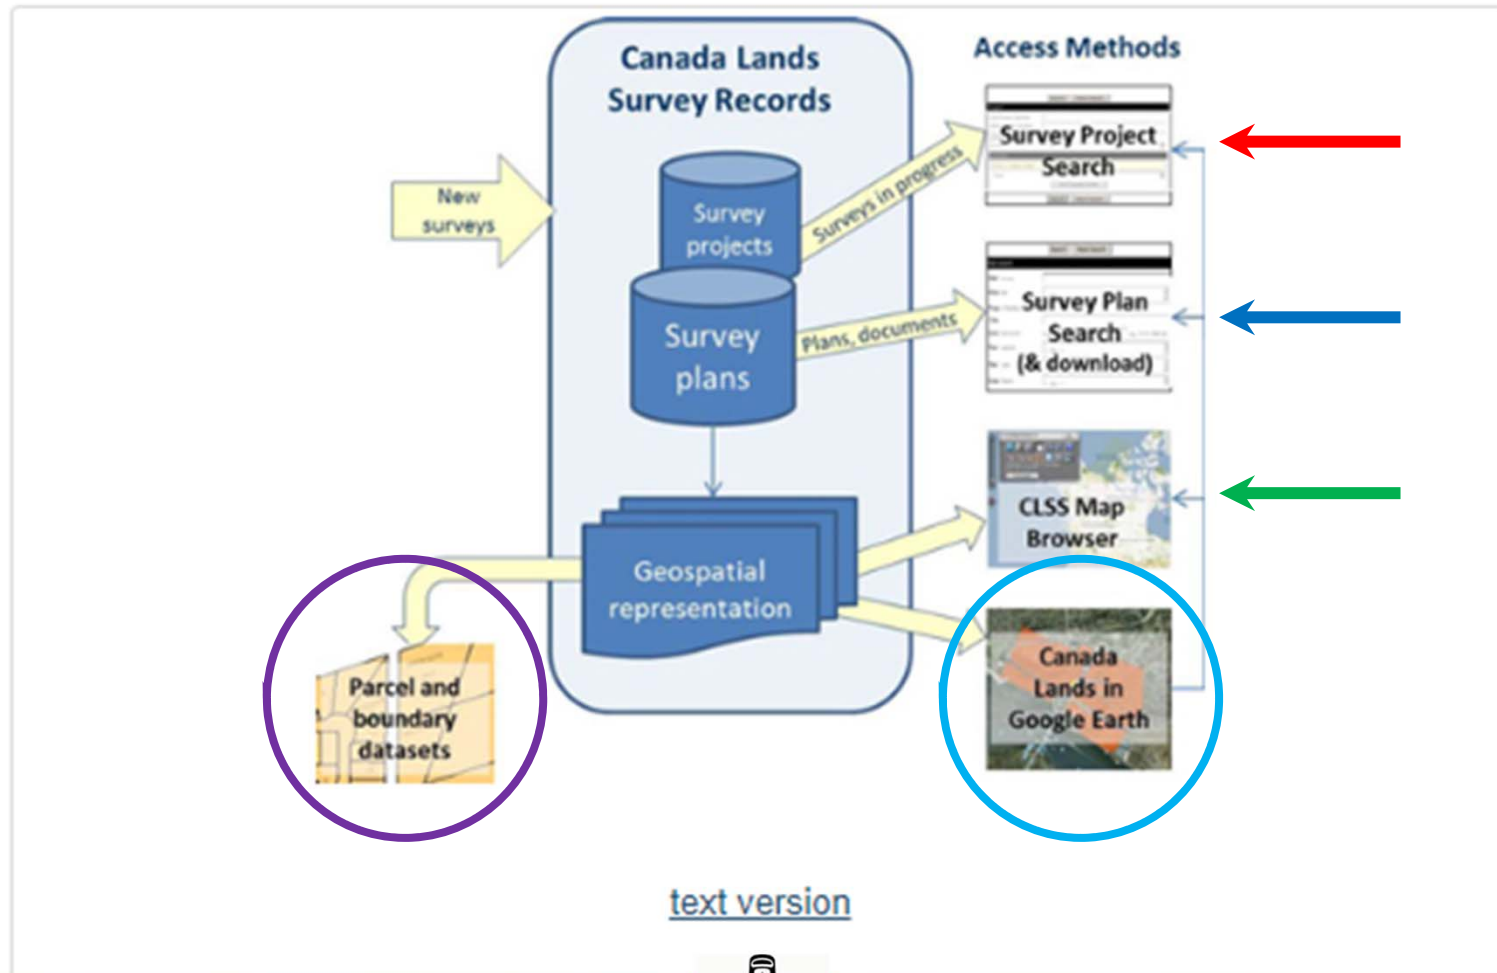 Canada Lands
Survey Records
Access Methods
New
surveys
Survey
projects
Surveys in progress
Survey Project
Search
Survey
plans
Plans, documents
Survey Plan
Search
(& download)
CLSS Map
Browser
Geospatial
representation
Parcel and
boundary
datasets
Canada
Lands in
Google Earth
text version